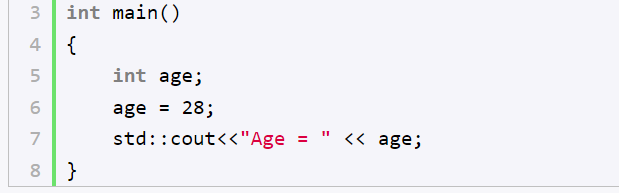 3 int main()
4 {
5     int age;
6     age = 28;
7     std::cout<<"Age = " << age;
8 }